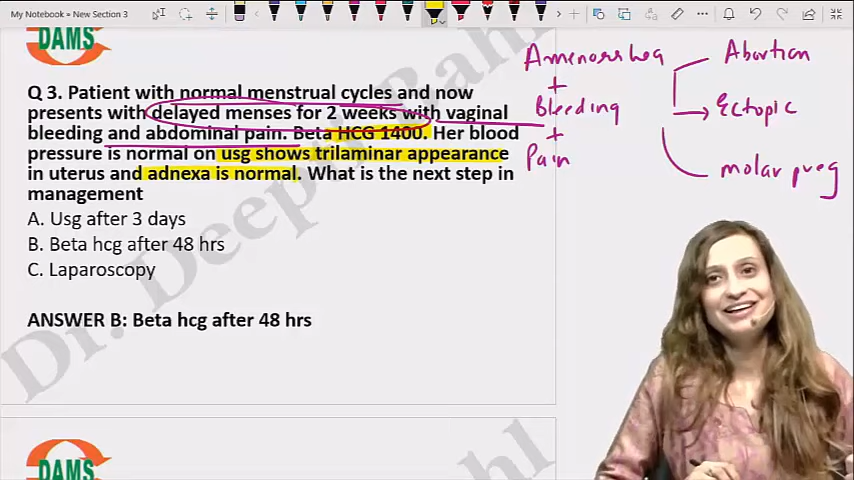 My Notebook » New Section 3
DAMS
Q 3. Patient with normal menstrual cycles and now
presents with delayed menses for 2 weeks with vaginal
bleeding and abdominal pain. Beta HCG 1400. Her blood
pressure is normal on usg shows trilaminar appearance
in uterus and adnexa is normal. What is the next step in
management
A. Usg after 3 days
B. Beta hcg after 48 hrs
C. Laparoscopy
ANSWER B: Beta hcg after 48 hrs
Amenorrhea
+
Bleeding
+
Pain
Abortion
Ectopic
molar preg
DAMS